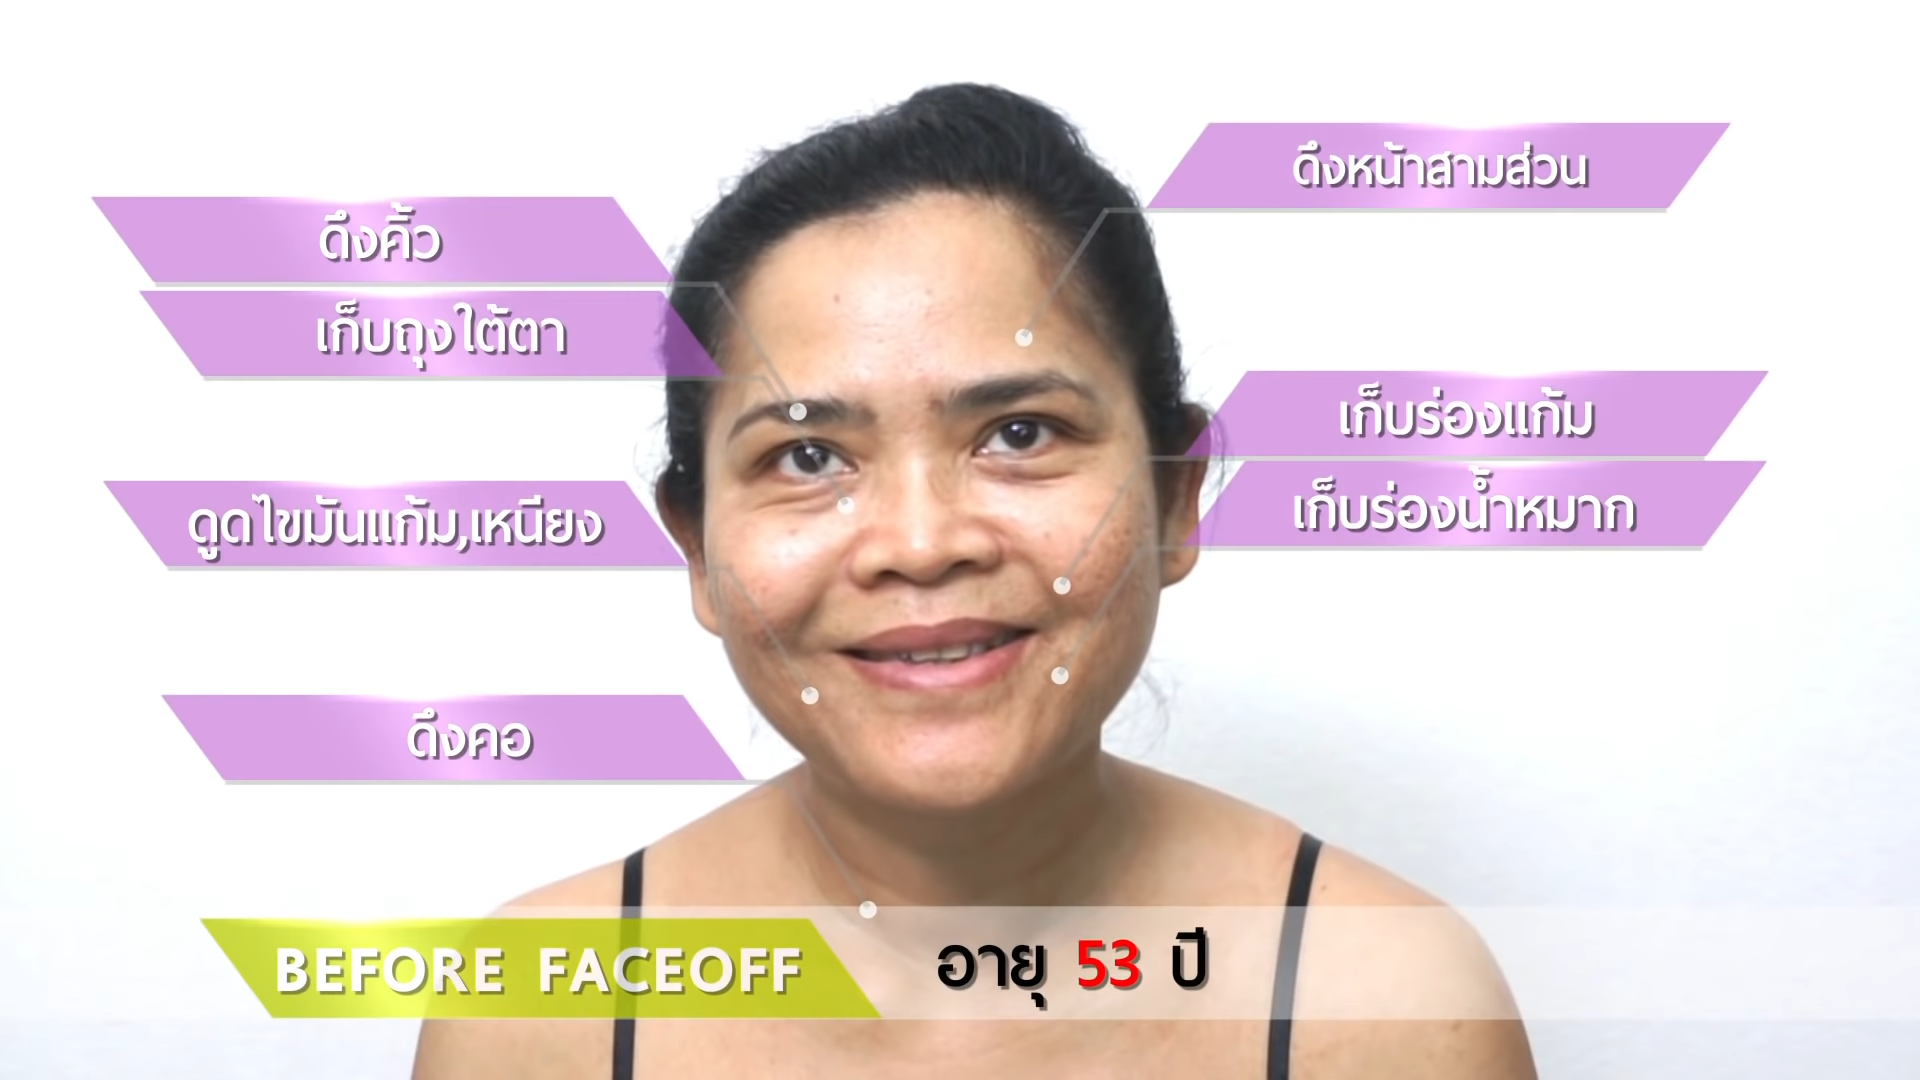 ดึงหน้าสามส่วน
ดึงคิ้ว
เก็บถุงใต้ตา
เก็บร่องแก้ม
เก็บร่องน้ำหมาก
ดูดไขมันแก้ม,เหนียง
ดึงคอ
BEFORE FACEOFF
อายุ 53 ปี